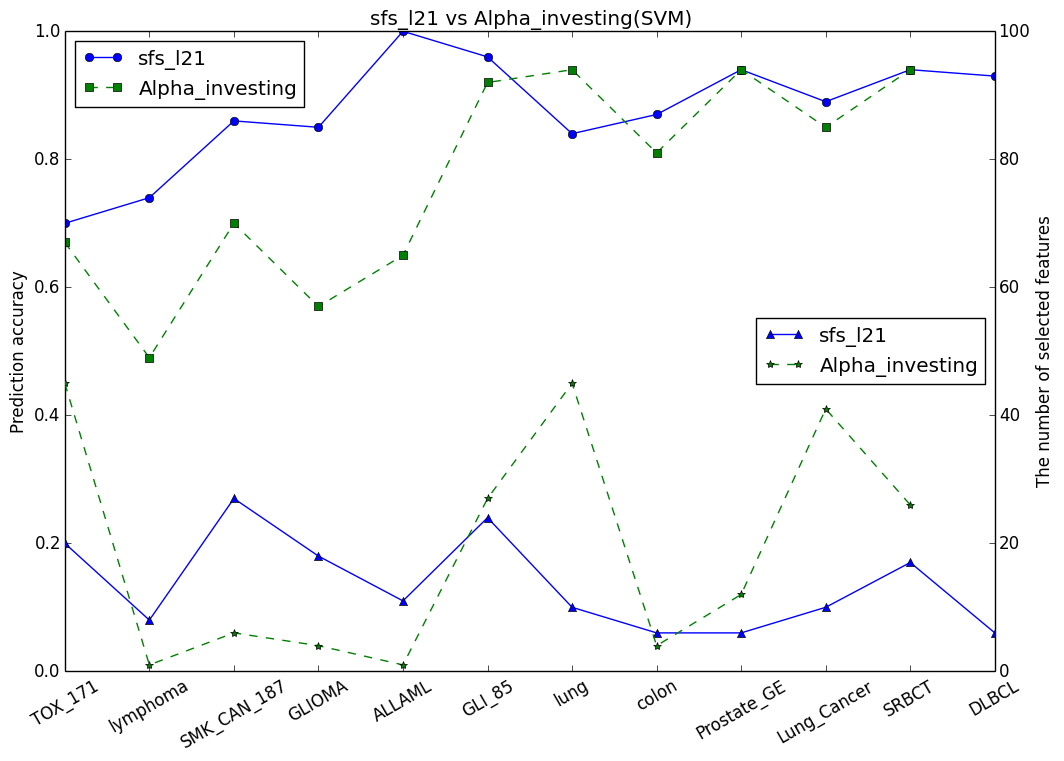 sfs_l21 vs Alpha_investing(SVM)
sfs_l21
Alpha_investing
sfs_l21
Alpha_investing
Prediction accuracy
1.0
0.8
0.6
0.4
0.2
0.0
The number of selected features
100
80
60
40
20
0
TOX_171
lymphoma
SMK_CAN_187
GLIOMA
ALLAML
GLI_85
lung
colon
Prostate_GE
Lung_Cancer
SRBCT
DLBCL